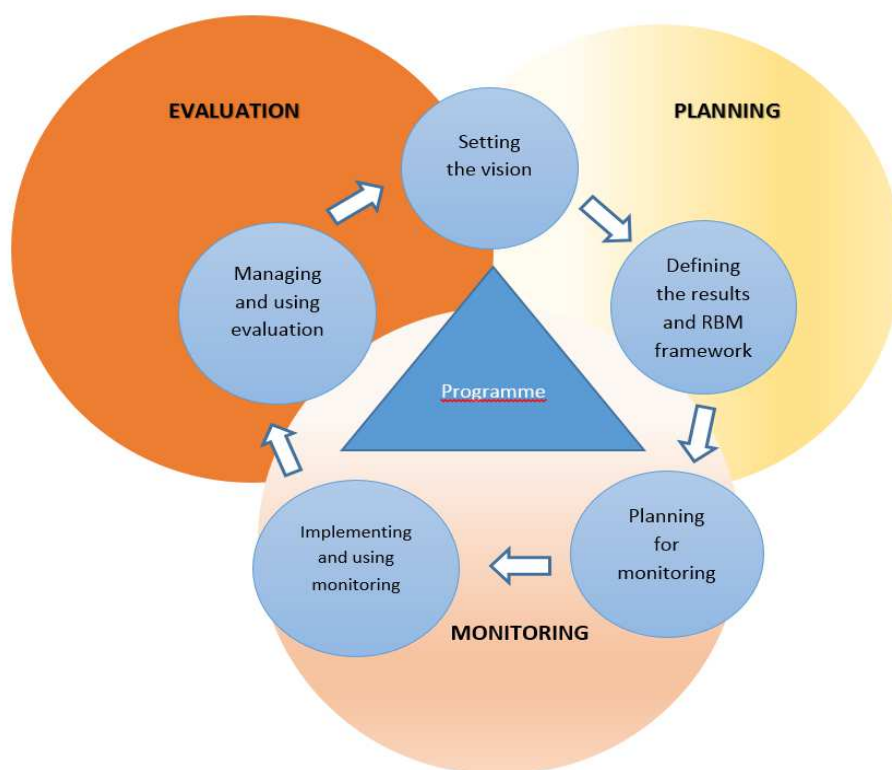 EVALUATION
PLANNING
Setting
the vision
Defining
the results
and RBM
framework
Managing
and using
evaluation
Programme
Planning
for
monitoring
Implementing
and using
monitoring
MONITORING